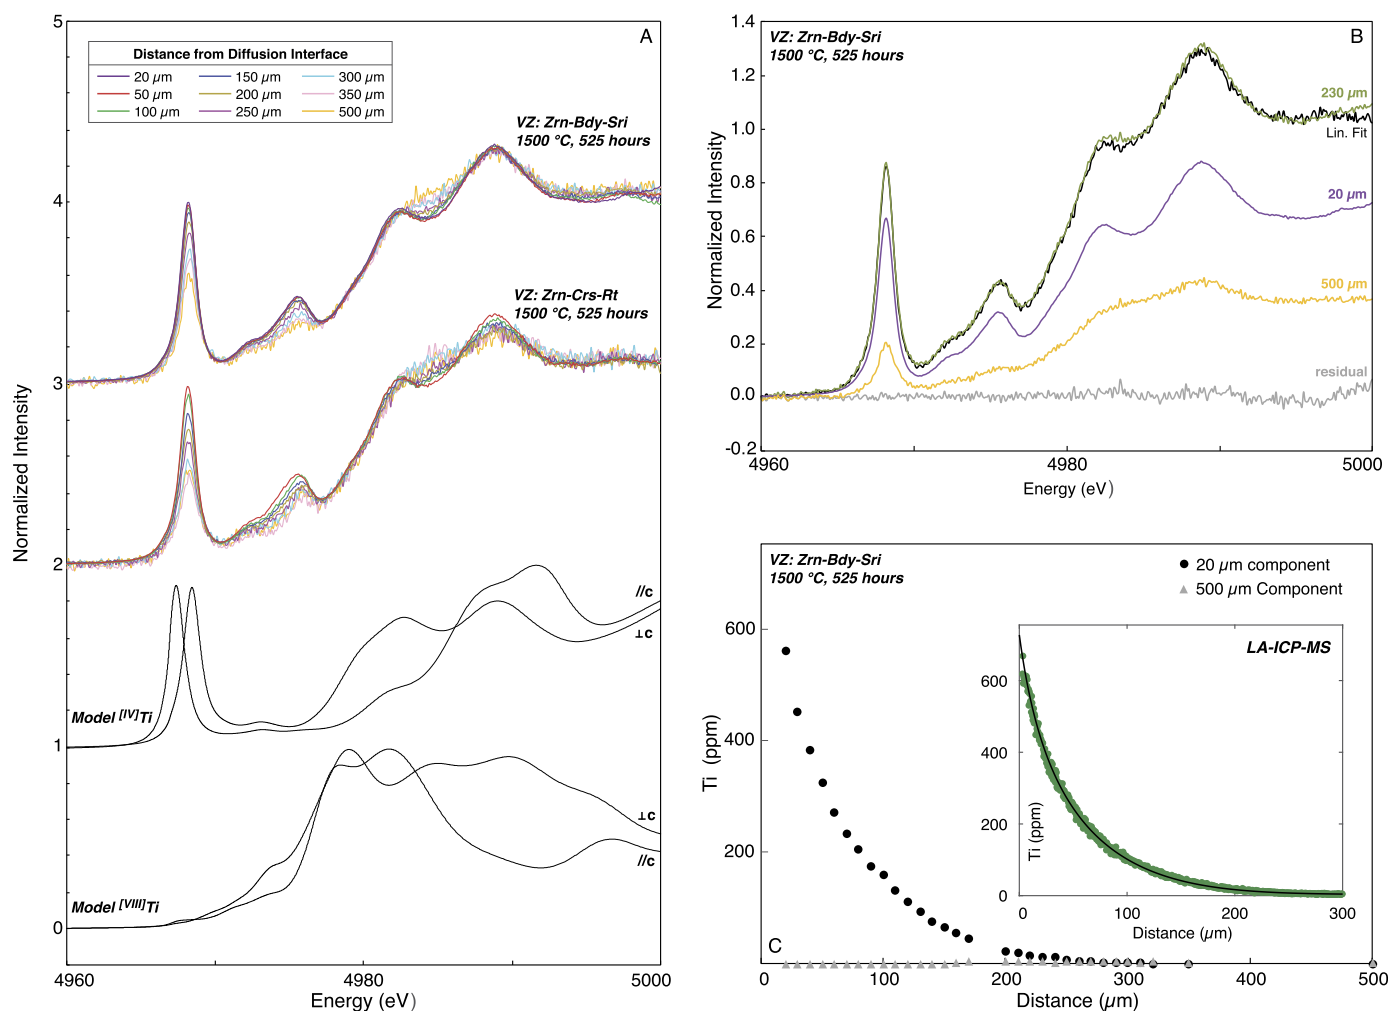 A
Distance from Diffusion Interface
20 µm 150 µm 300 µm
50 µm 200 µm 350 µm
100 µm 250 µm 500 µm
VZ: Zrn-Bdy-Sri
1500 °C, 525 hours
VZ: Zrn-Crs-Rt
1500 °C, 525 hours
//c
⊥c
Model [IV]Ti
⊥c
//c
Model [VIII]Ti
5
4
3
2
1
0
Normalized Intensity
4960 4980 5000
Energy (eV)
B
VZ: Zrn-Bdy-Sri
1500 °C, 525 hours
230 µm
Lin. Fit
20 µm
500 µm
residual
1.4
1.2
1.0
0.8
0.6
0.4
0.2
0.0
-0.2
Normalized Intensity
4960 4980 5000
Energy (eV)
VZ: Zrn-Bdy-Sri
1500 °C, 525 hours
20 µm component
500 µm Component
600
400
200
Ti (ppm)
C
0 100 200 300 400 500
Distance (µm)
LA-ICP-MS
600
400
200
0
Ti (ppm)
0 100 200 300
Distance (µm)